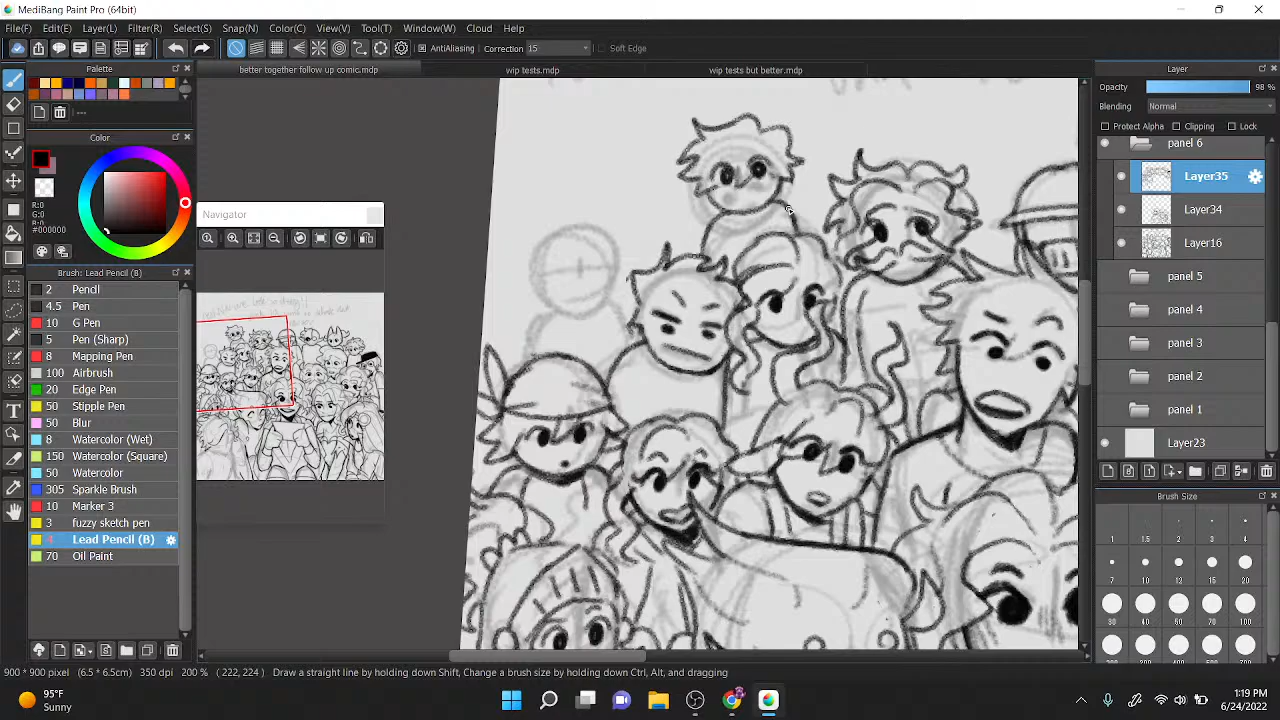 MediBang Paint Pro (64bit)
File(F) Edit(E) Layer(L) Filter(R) Select(S) Snap(N) Color(C) View(V) Tool(T) Window(W) Cloud Help
AntiAliasing Correction 15 Soft Edge
Palette
better together follow up comic.mdp wip tests.mdp wip tests but better.mdp
Layer
Opacity 98 %
Blending Normal
Protect Alpha Clipping Lock
---
Color
panel 6
Layer35
Layer34
Layer16
panel 5
panel 4
panel 3
panel 2
panel 1
Layer23
R:0
G:0
B:0
#000000
Navigator
Brush: Lead Pencil (B)
2 Pencil
4.5 Pen
10 G Pen
5 Pen (Sharp)
8 Mapping Pen
100 Airbrush
20 Edge Pen
50 Stipple Pen
50 Blur
8 Watercolor (Wet)
150 Watercolor (Square)
50 Watercolor
305 Sparkle Brush
10 Marker 3
3 fuzzy sketch pen
4 Lead Pencil (B)
70 Oil Paint
Brush Size
1 1.5 2 3 4
5 7 10 12 15
20 30 40 50 70
80 100
900 * 900 pixel (6.5 * 6.5cm) 350 dpi 200 % (222, 224) Draw a straight line by holding down Shift, Change a brush size by holding down Ctrl, Alt, and dragging
95°F
Sunny
1:19 PM
6/24/2022